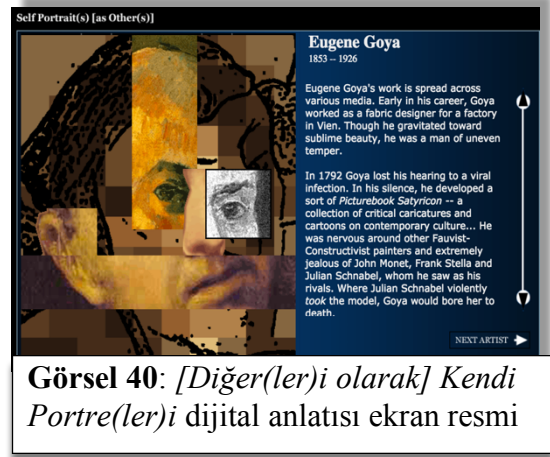 Self Portrait(s) [as Other(s)]
Eugene Goya
1853 -- 1926
Eugene Goya's work is spread across
various media. Early in his career, Goya
worked as a fabric designer for a factory
in Vien. Though he gravitated toward
sublime beauty, he was a man of uneven
temper.
In 1792 Goya lost his hearing to a viral
infection. In his silence, he developed a
sort of Picturebook Satyricon -- a
collection of critical caricatures and
cartoons on contemporary culture... He
was nervous around other Fauvist-
Constructivist painters and extremely
jealous of John Monet, Frank Stella and
Julian Schnabel, whom he saw as his
rivals. Where Julian Schnabel violently
took the model, Goya would bore her to
death.
NEXT ARTIST
Görsel 40: [Diğer(ler)i olarak] Kendi
Portre(ler)i dijital anlatısı ekran resmi